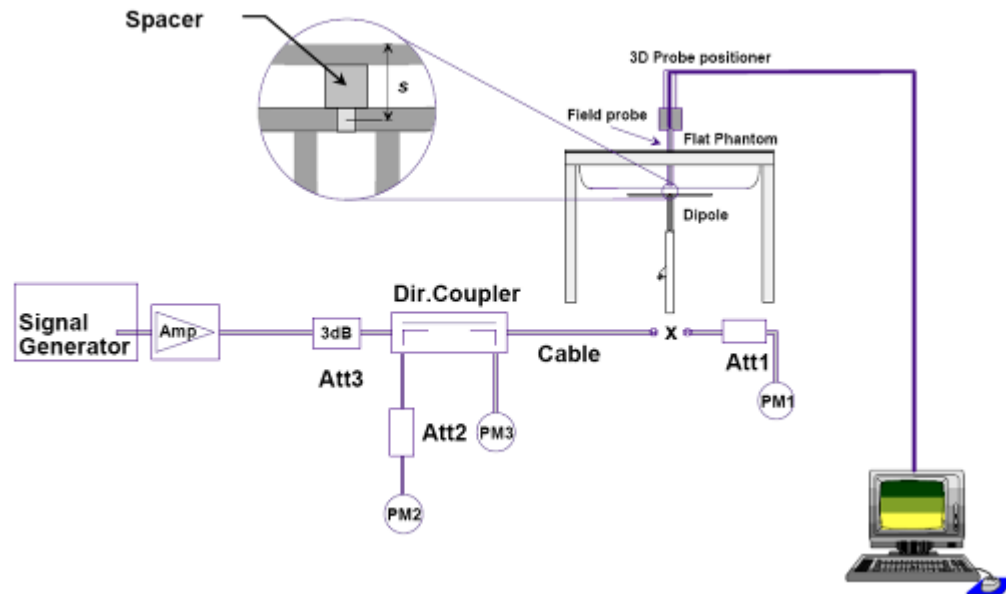 Spacer
s
3D Probe positioner
Field probe
Flat Phantom
Dipole
Signal
Generator
Amp
3dB
Att3
Dir.Coupler
Cable
X
Att1
PM1
Att2
PM3
PM2